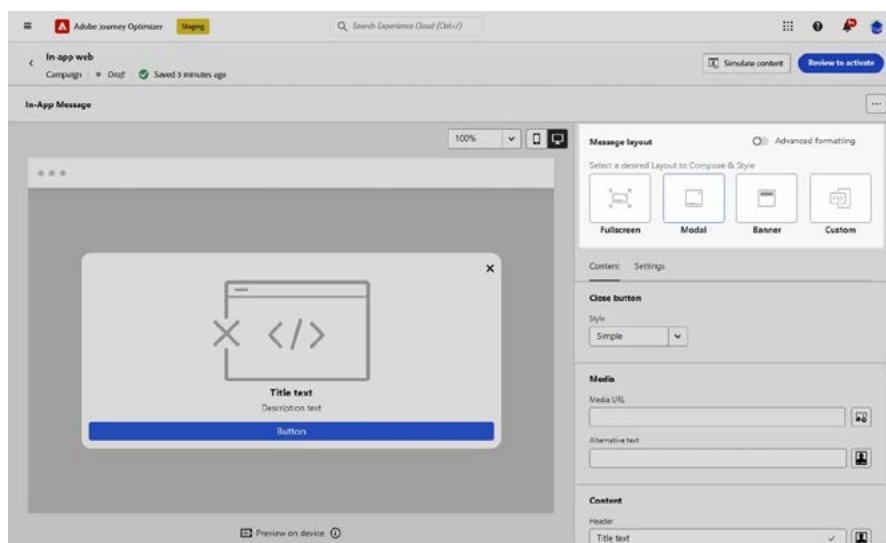 Adobe Journey Optimizer
Staging
Search Experience Cloud (Ctrl+/)
In-app web
Campaign
Draft
Saved 3 minutes ago
Simulate content
Review to activate
In-App Message
100%
Message layout
Advanced formatting
Select a desired Layout to Compose & Style
Fullscreen
Modal
Banner
Custom
Content
Settings
Close button
Style
Simple
Media
Media URL
Alternative text
Content
Header
Title text
</>
Title text
Description text
Button
Preview on device